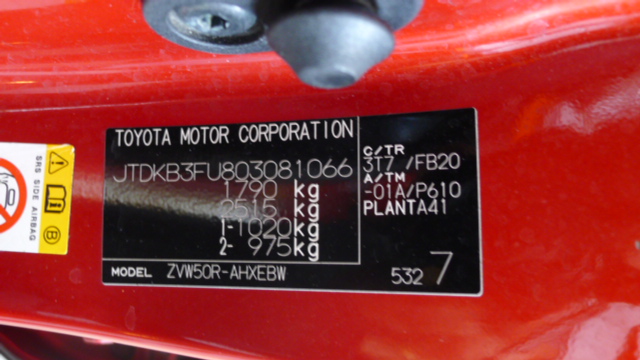 TOYOTA MOTOR CORPORATION
JTDKB3FU803081066
1790 kg
2515 kg
1-1020kg
2- 975kg
C/TR
3T7 /FB20
A/TM
-01A/P610
PLANTA41
MODEL ZVW50R-AHXEBW
532 7
SRS SIDE AIRBAG